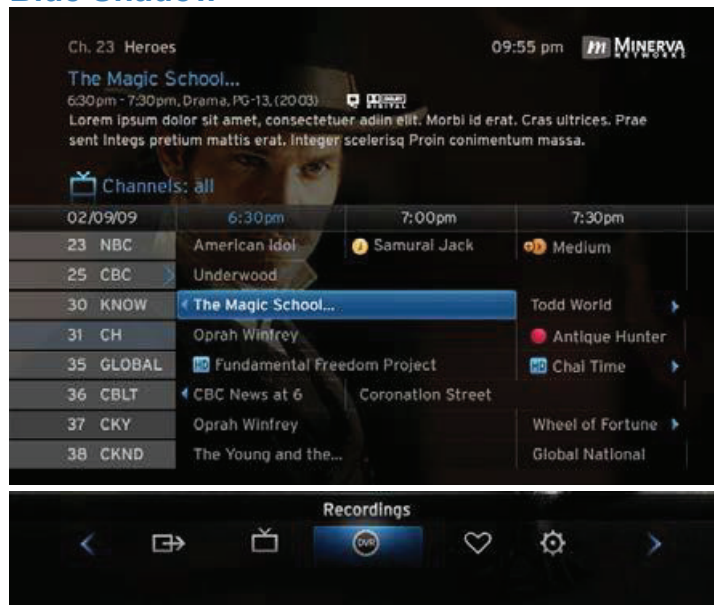 Blue Shadow
Ch. 23 Heroes 09:55 pm m MINERVA NETWORKS
The Magic School...
6:30pm - 7:30pm, Drama, PG-13, (2003) DOLBY DIGITAL
Lorem ipsum dolor sit amet, consectetuer adiin elit. Morbi id erat. Cras ultrices. Prae
sent Integs pretium mattis erat. Integer scelerisq Proin conimentum massa.
Channels: all
02/09/09 6:30pm 7:00pm 7:30pm
23 NBC American Idol Samurai Jack Medium
25 CBC Underwood
30 KNOW The Magic School... Todd World
31 CH Oprah Winfrey Antique Hunter
35 GLOBAL HD Fundamental Freedom Project HD Chai Time
36 CBLT CBC News at 6 Coronation Street
37 CKY Oprah Winfrey Wheel of Fortune
38 CKND The Young and the... Global National
Recordings
DVR